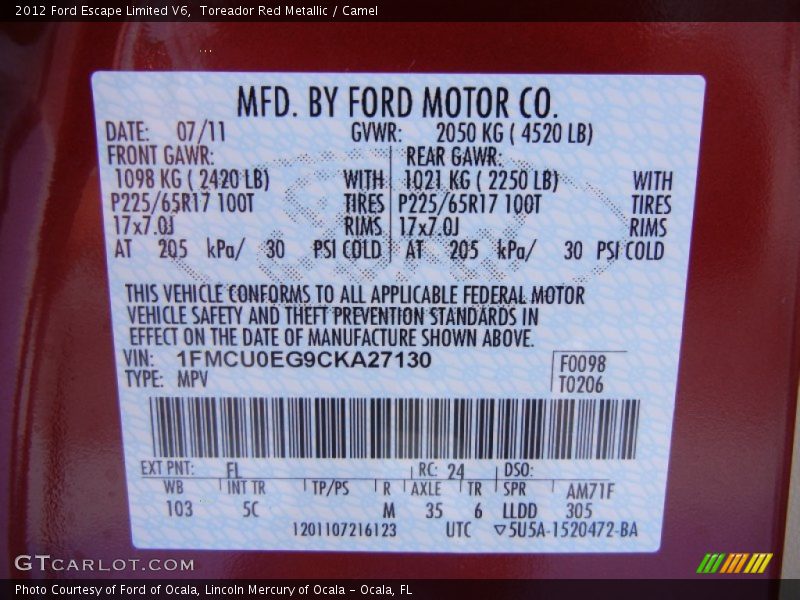 2012 Ford Escape Limited V6,  Toreador Red Metallic / Camel
MFD. BY FORD MOTOR CO.
DATE: 07/11 GVWR: 2050 KG ( 4520 LB)
FRONT GAWR: REAR GAWR:
1098 KG ( 2420 LB) WITH 1021 KG ( 2250 LB) WITH
P225/65R17 100T TIRES P225/65R17 100T TIRES
17x7.0J RIMS 17x7.0J RIMS
AT 205 kPa/ 30 PSI COLD AT 205 kPa/ 30 PSI COLD
THIS VEHICLE CONFORMS TO ALL APPLICABLE FEDERAL MOTOR
VEHICLE SAFETY AND THEFT PREVENTION STANDARDS IN
EFFECT ON THE DATE OF MANUFACTURE SHOWN ABOVE.
VIN: 1FMCU0EG9CKA27130 F0098
TYPE: MPV T0206
EXT PNT: FL RC: 24 DSO:
WB INT TR TP/PS R AXLE TR SPR AM71F
103 5C M 35 6 LLDD 305
1201107216123 UTC ▽5U5A-1520472-BA
GTCARLOT.COM
Photo Courtesy of Ford of Ocala, Lincoln Mercury of Ocala - Ocala, FL